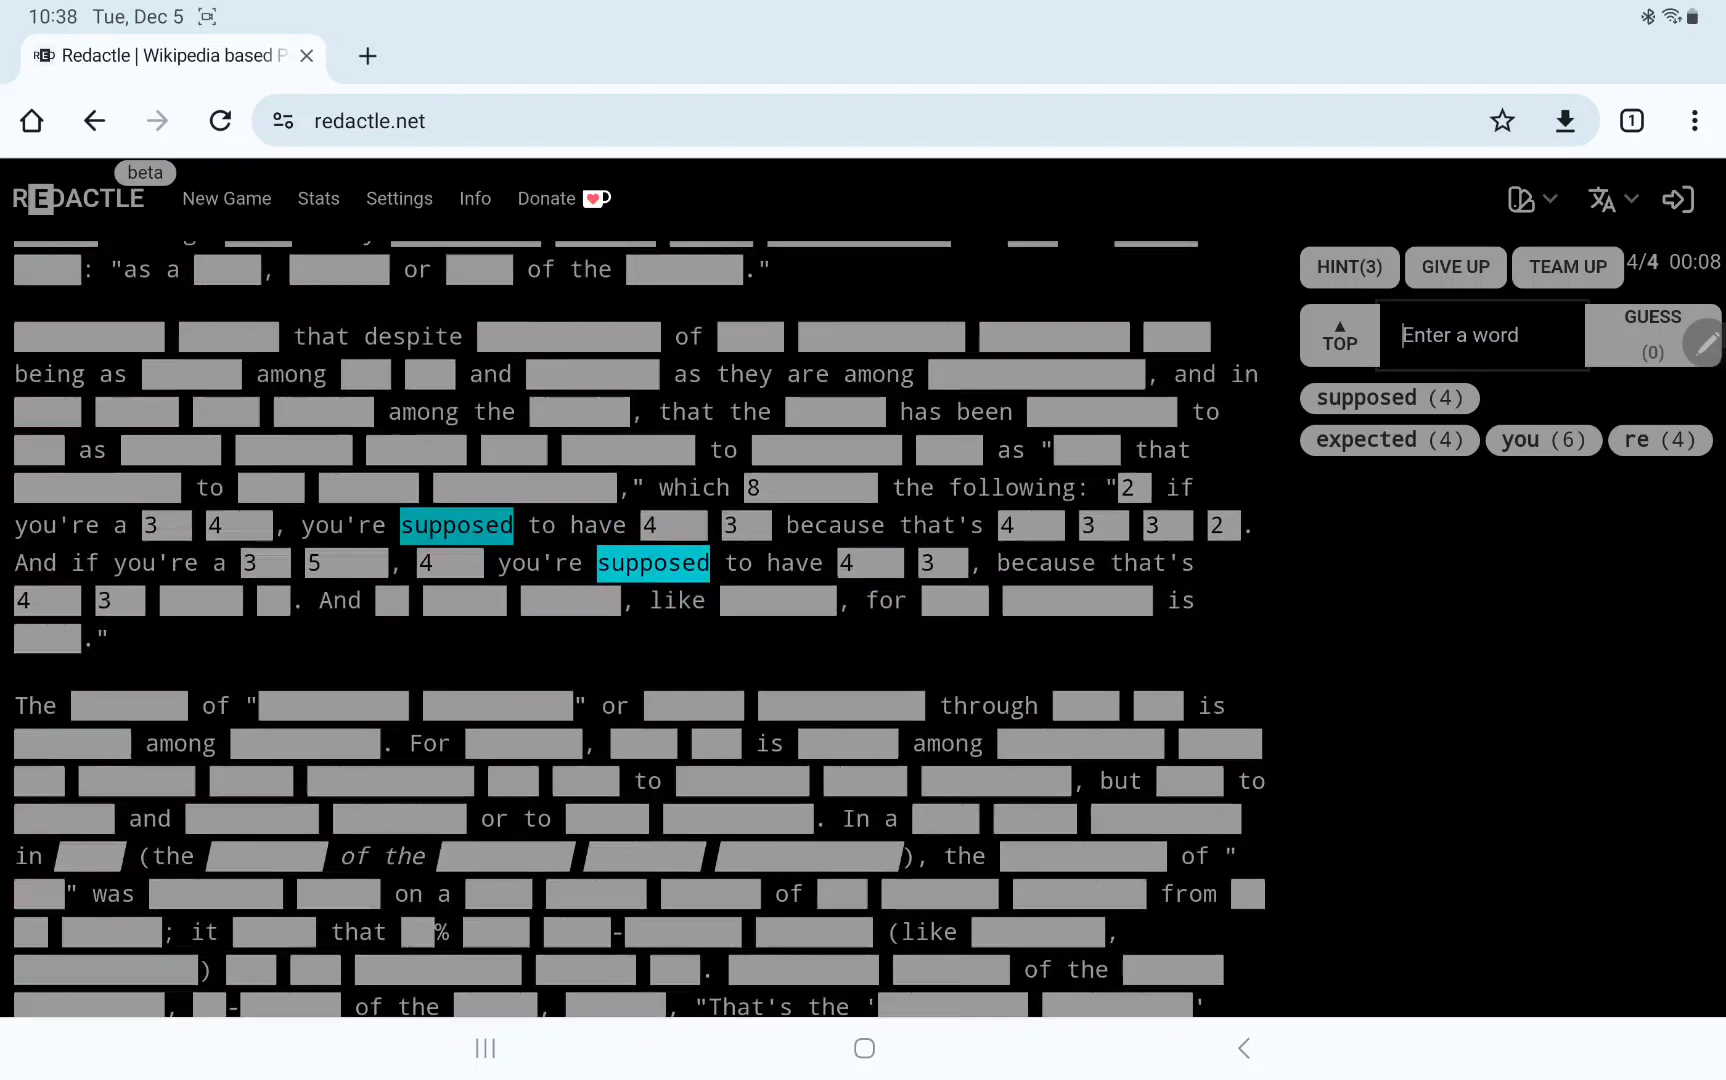 10:38 Tue, Dec 5
RED Redactle | Wikipedia based P
redactle.net
1
beta
REDACTLE New Game Stats Settings Info Donate
HINT(3) GIVE UP TEAM UP 4/4 00:08
: "as a , or of the ."
TOP Enter a word GUESS (0)
that despite of
being as among and as they are among , and in
supposed (4)
among the , that the has been to
expected (4) you (6) re (4)
as to as " that
to ," which 8 the following: "2 if
you're a 3 4, you're supposed to have 4 3 because that's 4 3 3 2.
And if you're a 3 5, 4 you're supposed to have 4 3, because that's
4 3 . And , like , for is
."
The of " " or through is
among . For , is among
to , but to
and or to . In a
in (the of the ), the of "
" was on a of from
; it that % - (like ,
) . of the
, - of the , , "That's the ' '